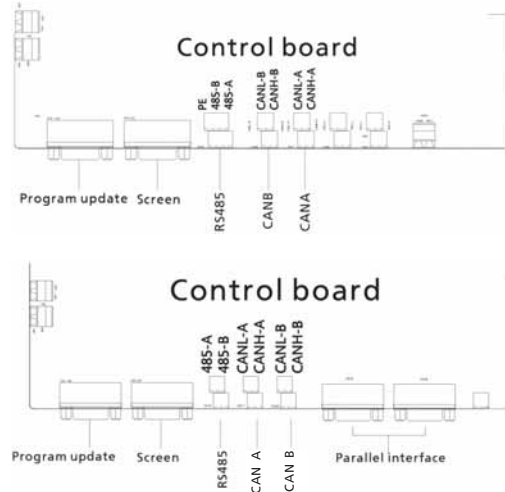 Control board
PE
485-B
485-A
CANL-B
CANH-B
CANL-A
CANH-A
Program update
Screen
RS485
CANB
CANA
Control board
485-A
485-B
CANL-A
CANH-A
CANL-B
CANH-B
Program update
Screen
RS485
CAN A
CAN B
Parallel interface